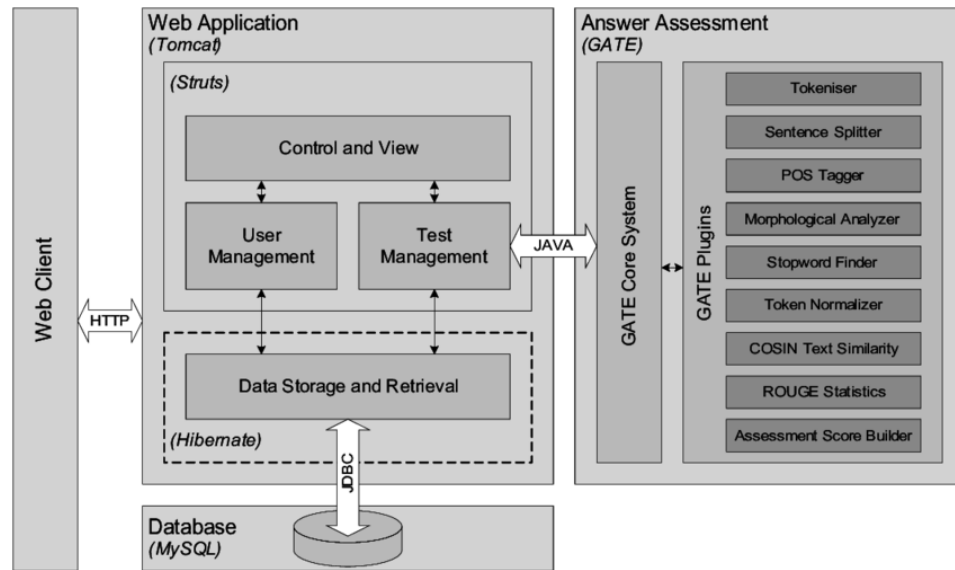 Web Client
HTTP
Web Application
(Tomcat)
(Struts)
Control and View
User
Management
Test
Management
Data Storage and Retrieval
(Hibernate)
JDBC
Database
(MySQL)
JAVA
Answer Assessment
(GATE)
GATE Core System
GATE Plugins
Tokeniser
Sentence Splitter
POS Tagger
Morphological Analyzer
Stopword Finder
Token Normalizer
COSIN Text Similarity
ROUGE Statistics
Assessment Score Builder